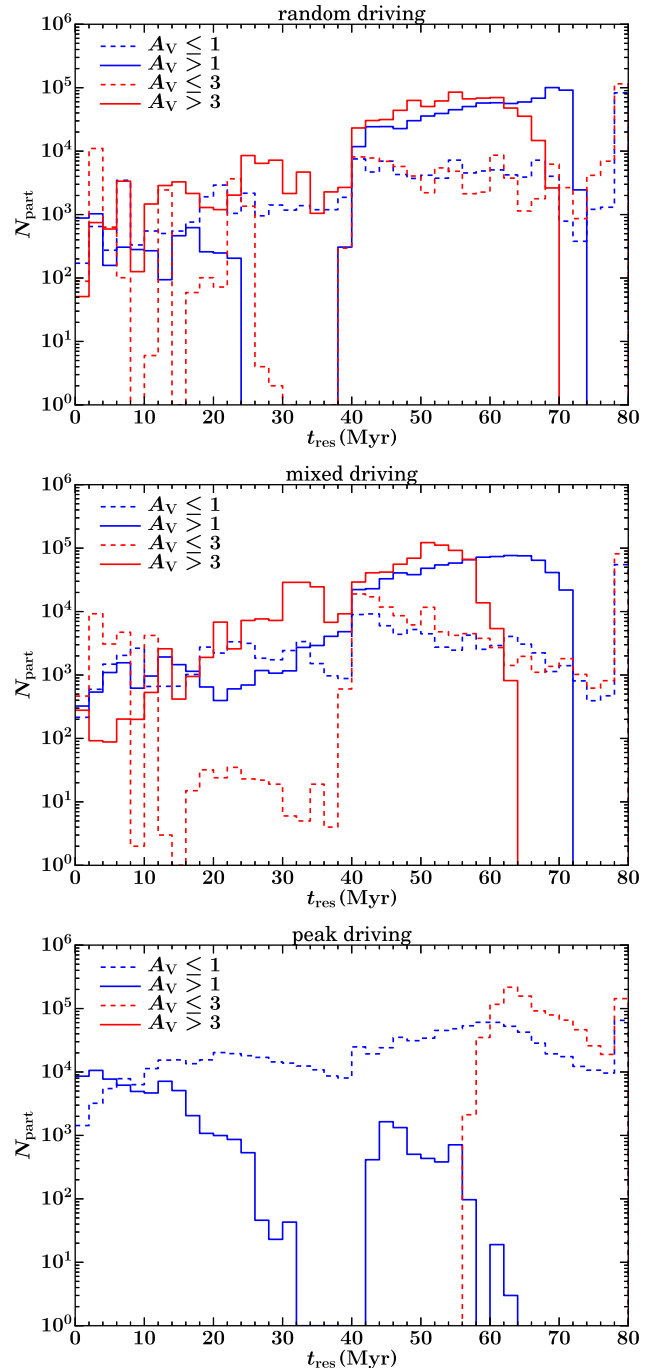 random driving
10^6
10^5
10^4
10^3
10^2
10^1
10^0
N_part
A_V ≤ 1
A_V > 1
A_V ≤ 3
A_V > 3
0 10 20 30 40 50 60 70 80
t_res (Myr)
mixed driving
10^6
10^5
10^4
10^3
10^2
10^1
10^0
N_part
A_V ≤ 1
A_V > 1
A_V ≤ 3
A_V > 3
0 10 20 30 40 50 60 70 80
t_res (Myr)
peak driving
10^6
10^5
10^4
10^3
10^2
10^1
10^0
N_part
A_V ≤ 1
A_V > 1
A_V ≤ 3
A_V > 3
0 10 20 30 40 50 60 70 80
t_res (Myr)